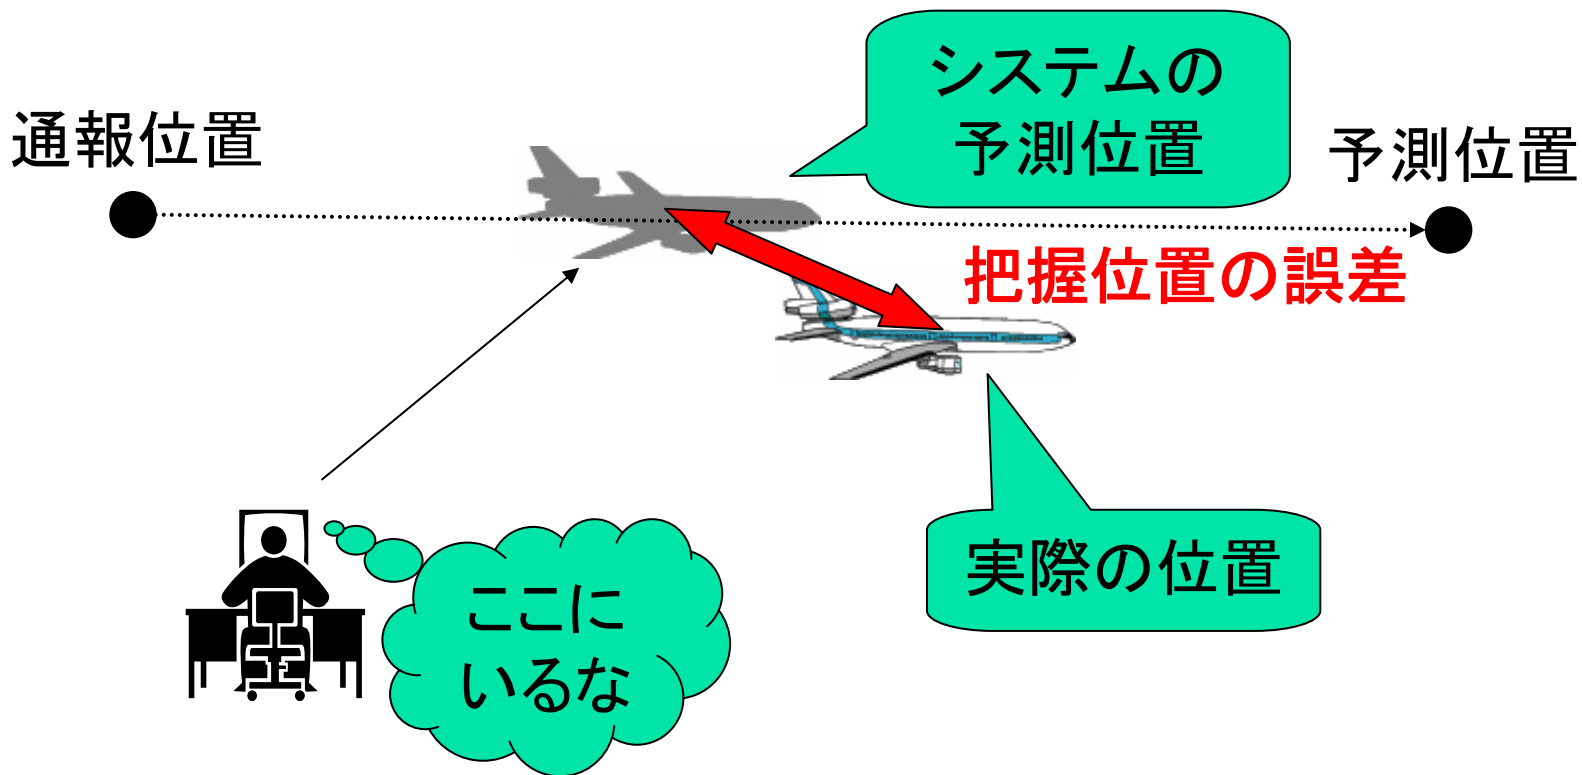 システムの
予測位置
通報位置
予測位置
把握位置の誤差
実際の位置
ここに
いるな